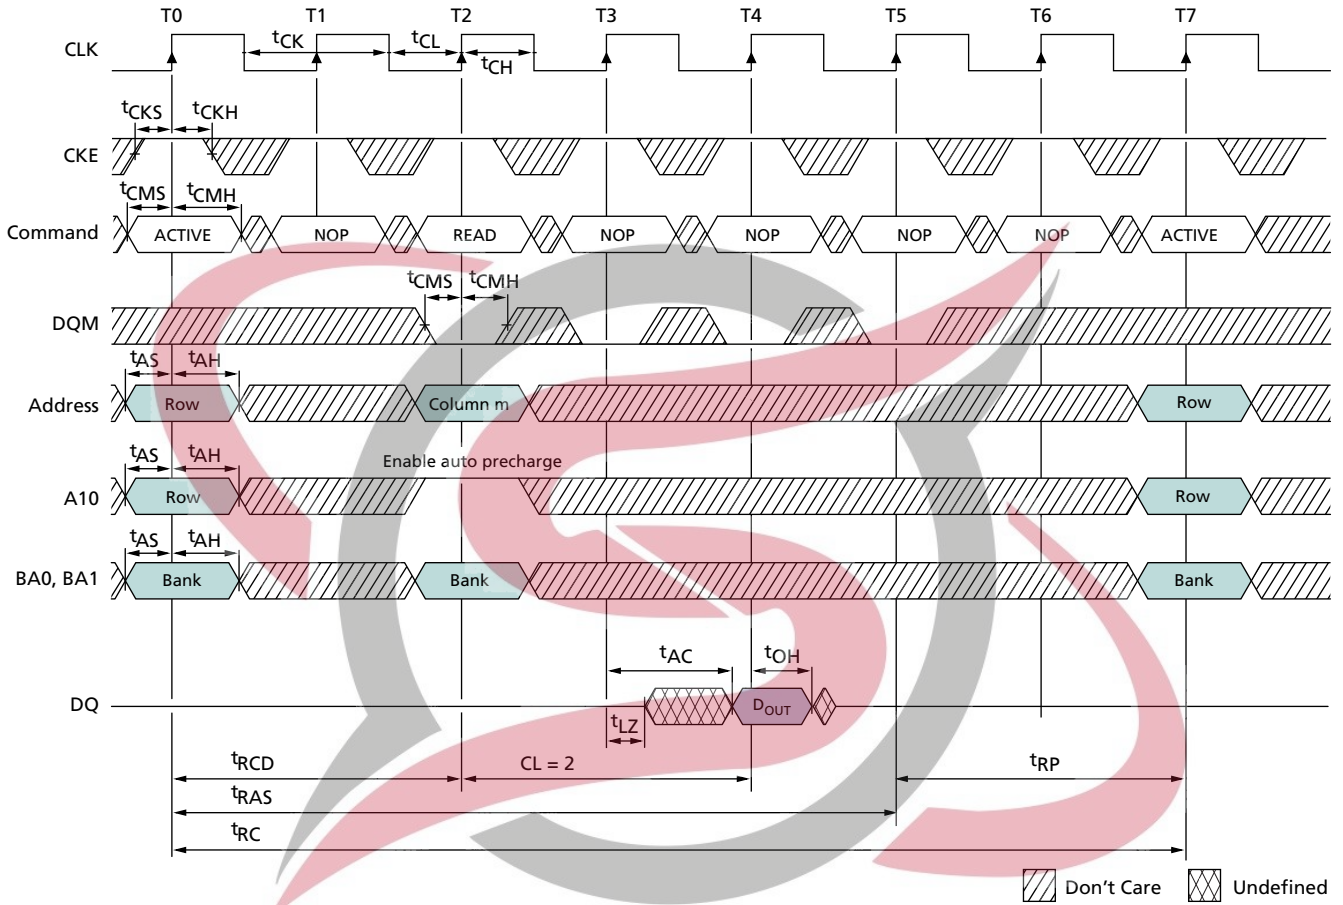 T0 T1 T2 T3 T4 T5 T6 T7
CLK tCK tCL tCH
tCKS tCKH
CKE
tCMS tCMH
Command ACTIVE NOP READ NOP NOP NOP NOP ACTIVE
tCMS tCMH
DQM
tAS tAH
Address Row Column m Row
tAS tAH Enable auto precharge
A10 Row Row
tAS tAH
BA0, BA1 Bank Bank Bank
tAC tOH
DQ DOUT
tLZ
tRCD CL = 2 tRP
tRAS
tRC
Don't Care Undefined